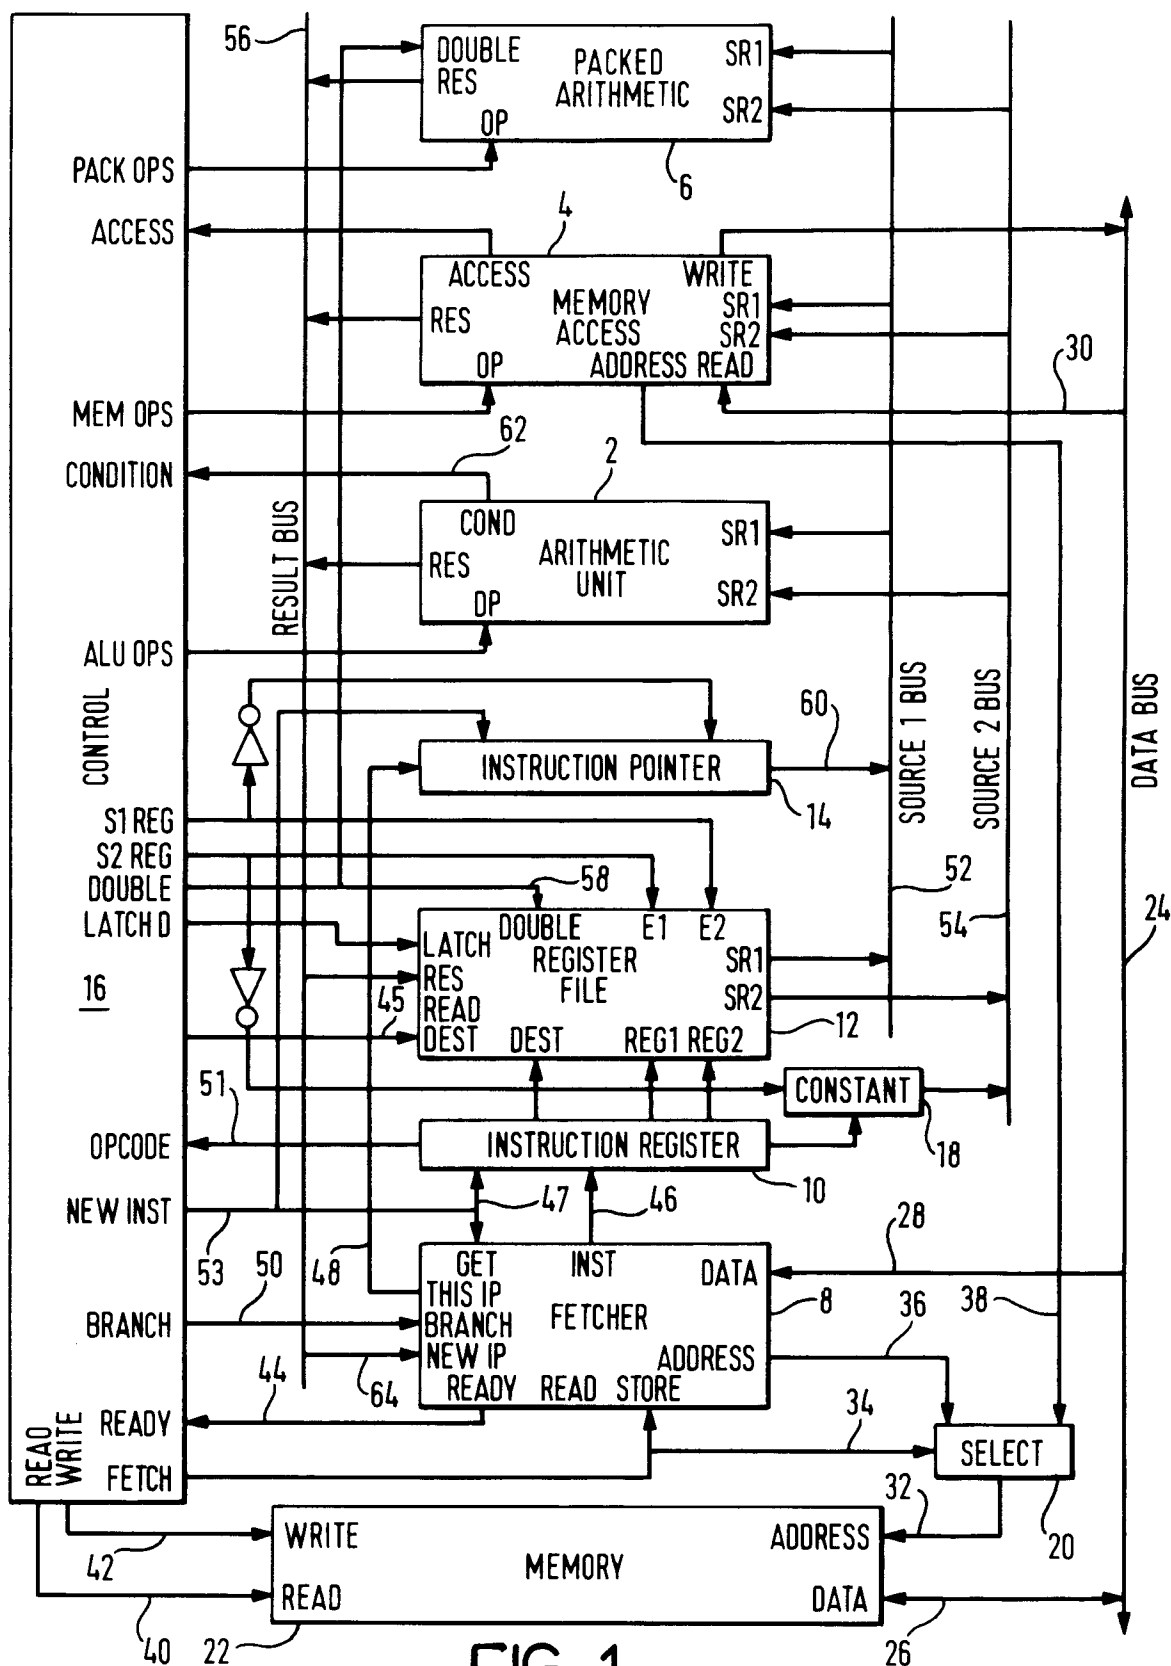 56
DOUBLE
RES
OP
PACKED
ARITHMETIC
SR1
SR2
6
PACK OPS
ACCESS
4
ACCESS
WRITE
RES
MEMORY
ACCESS
SR1
SR2
OP
ADDRESS READ
30
MEM OPS
62
CONDITION
2
COND
RES
OP
ARITHMETIC
UNIT
SR1
SR2
RESULT BUS
ALU OPS
CONTROL
60
INSTRUCTION POINTER
14
SOURCE 1 BUS
SOURCE 2 BUS
DATA BUS
S1 REG
S2 REG
DOUBLE
LATCH D
58
52
54
24
16
DOUBLE
E1
E2
LATCH
RES
READ
DEST
REGISTER
FILE
SR1
SR2
45
DEST
REG1 REG2
12
51
CONSTANT
18
OPCODE
INSTRUCTION REGISTER
10
NEW INST
53
47
46
48
28
GET
INST
DATA
THIS IP
BRANCH
NEW IP
FETCHER
ADDRESS
READY
READ
STORE
8
50
BRANCH
36
38
64
44
READY
34
SELECT
20
FETCH
READ
WRITE
32
42
WRITE
READ
MEMORY
ADDRESS
DATA
40
22
26
FIG. 1